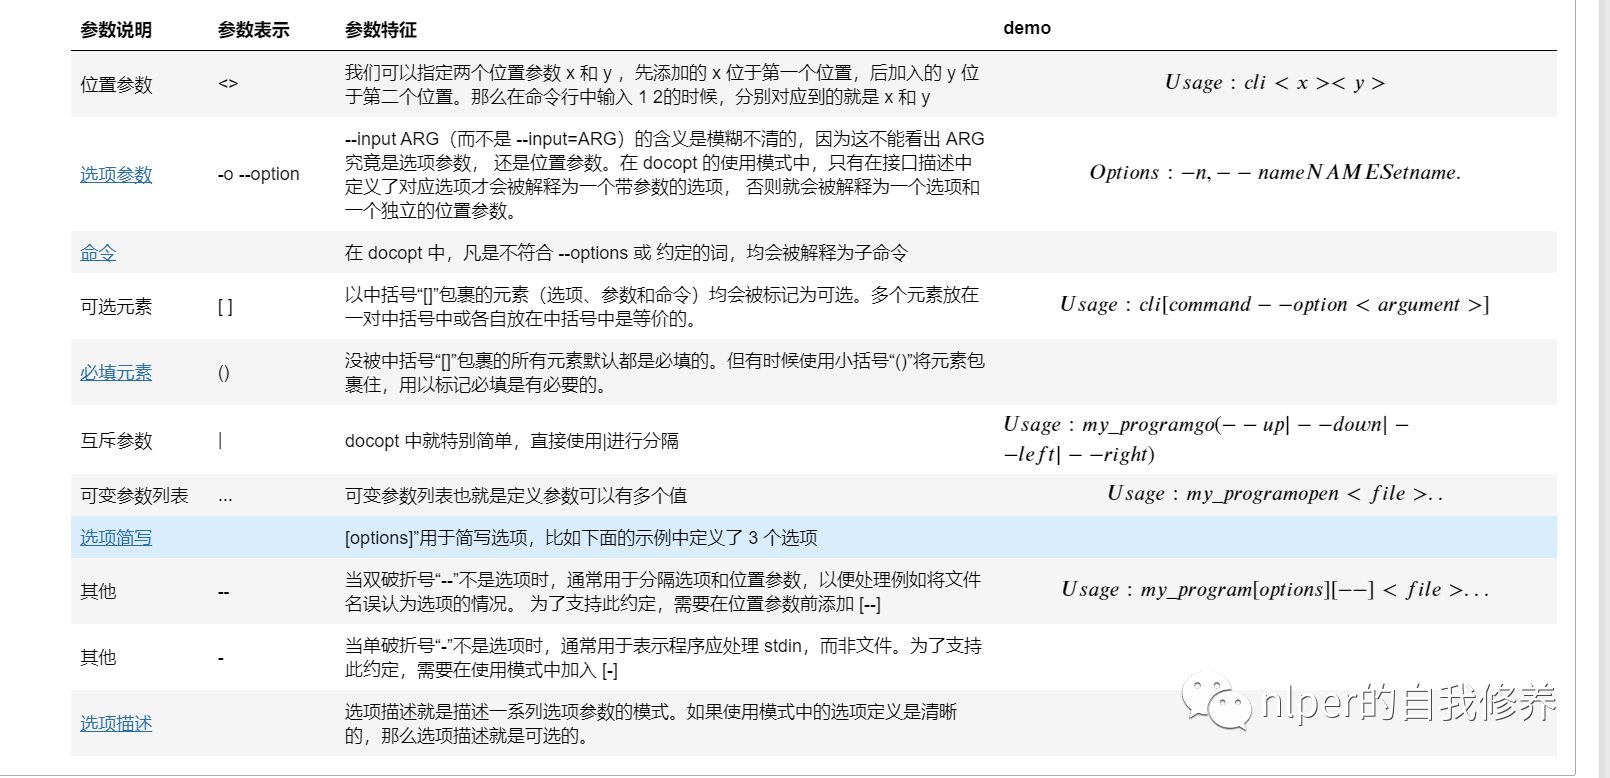 参数说明 参数表示 参数特征 demo
位置参数 <> 我们可以指定两个位置参数 x 和 y ，先添加的 x 位于第一个位置，后加入的 y 位 Usage : cli < x >< y >
于第二个位置。那么在命令行中输入 1 2的时候，分别对应到的就是 x 和 y
--input ARG（而不是 --input=ARG）的含义是模糊不清的，因为这不能看出 ARG
选项参数 -o --option 究竟是选项参数， 还是位置参数。在 docopt 的使用模式中，只有在接口描述中 Options : −n, − − nameNAMESetname.
定义了对应选项才会被解释为一个带参数的选项， 否则就会被解释为一个选项和
一个独立的位置参数。
命令 在 docopt 中，凡是不符合 --options 或 约定的词，均会被解释为子命令
可选元素 [ ] 以中括号“[]”包裹的元素（选项、参数和命令）均会被标记为可选。多个元素放在 Usage : cli[command − −option < argument >]
一对中括号中或各自放在中括号中是等价的。
必填元素 () 没被中括号“[]”包裹的所有元素默认都是必填的。但有时候使用小括号“()”将元素包
裹住，用以标记必填是有必要的。
互斥参数 | docopt 中就特别简单，直接使用|进行分隔 Usage : my_programgo(− − up| − −down| −
−left| − −right)
可变参数列表 ... 可变参数列表也就是定义参数可以有多个值 Usage : my_programopen < file >. .
选项简写 [options]”用于简写选项，比如下面的示例中定义了 3 个选项
其他 -- 当双破折号“--”不是选项时，通常用于分隔选项和位置参数，以便处理例如将文件 Usage : my_program[options][−−] < file >. . .
名误认为选项的情况。 为了支持此约定，需要在位置参数前添加 [--]
其他 - 当单破折号“-”不是选项时，通常用于表示程序应处理 stdin，而非文件。为了支持
此约定，需要在使用模式中加入 [-]
选项描述 选项描述就是描述一系列选项参数的模式。如果使用模式中的选项定义是清晰
的，那么选项描述就是可选的。
nlper的自我修养